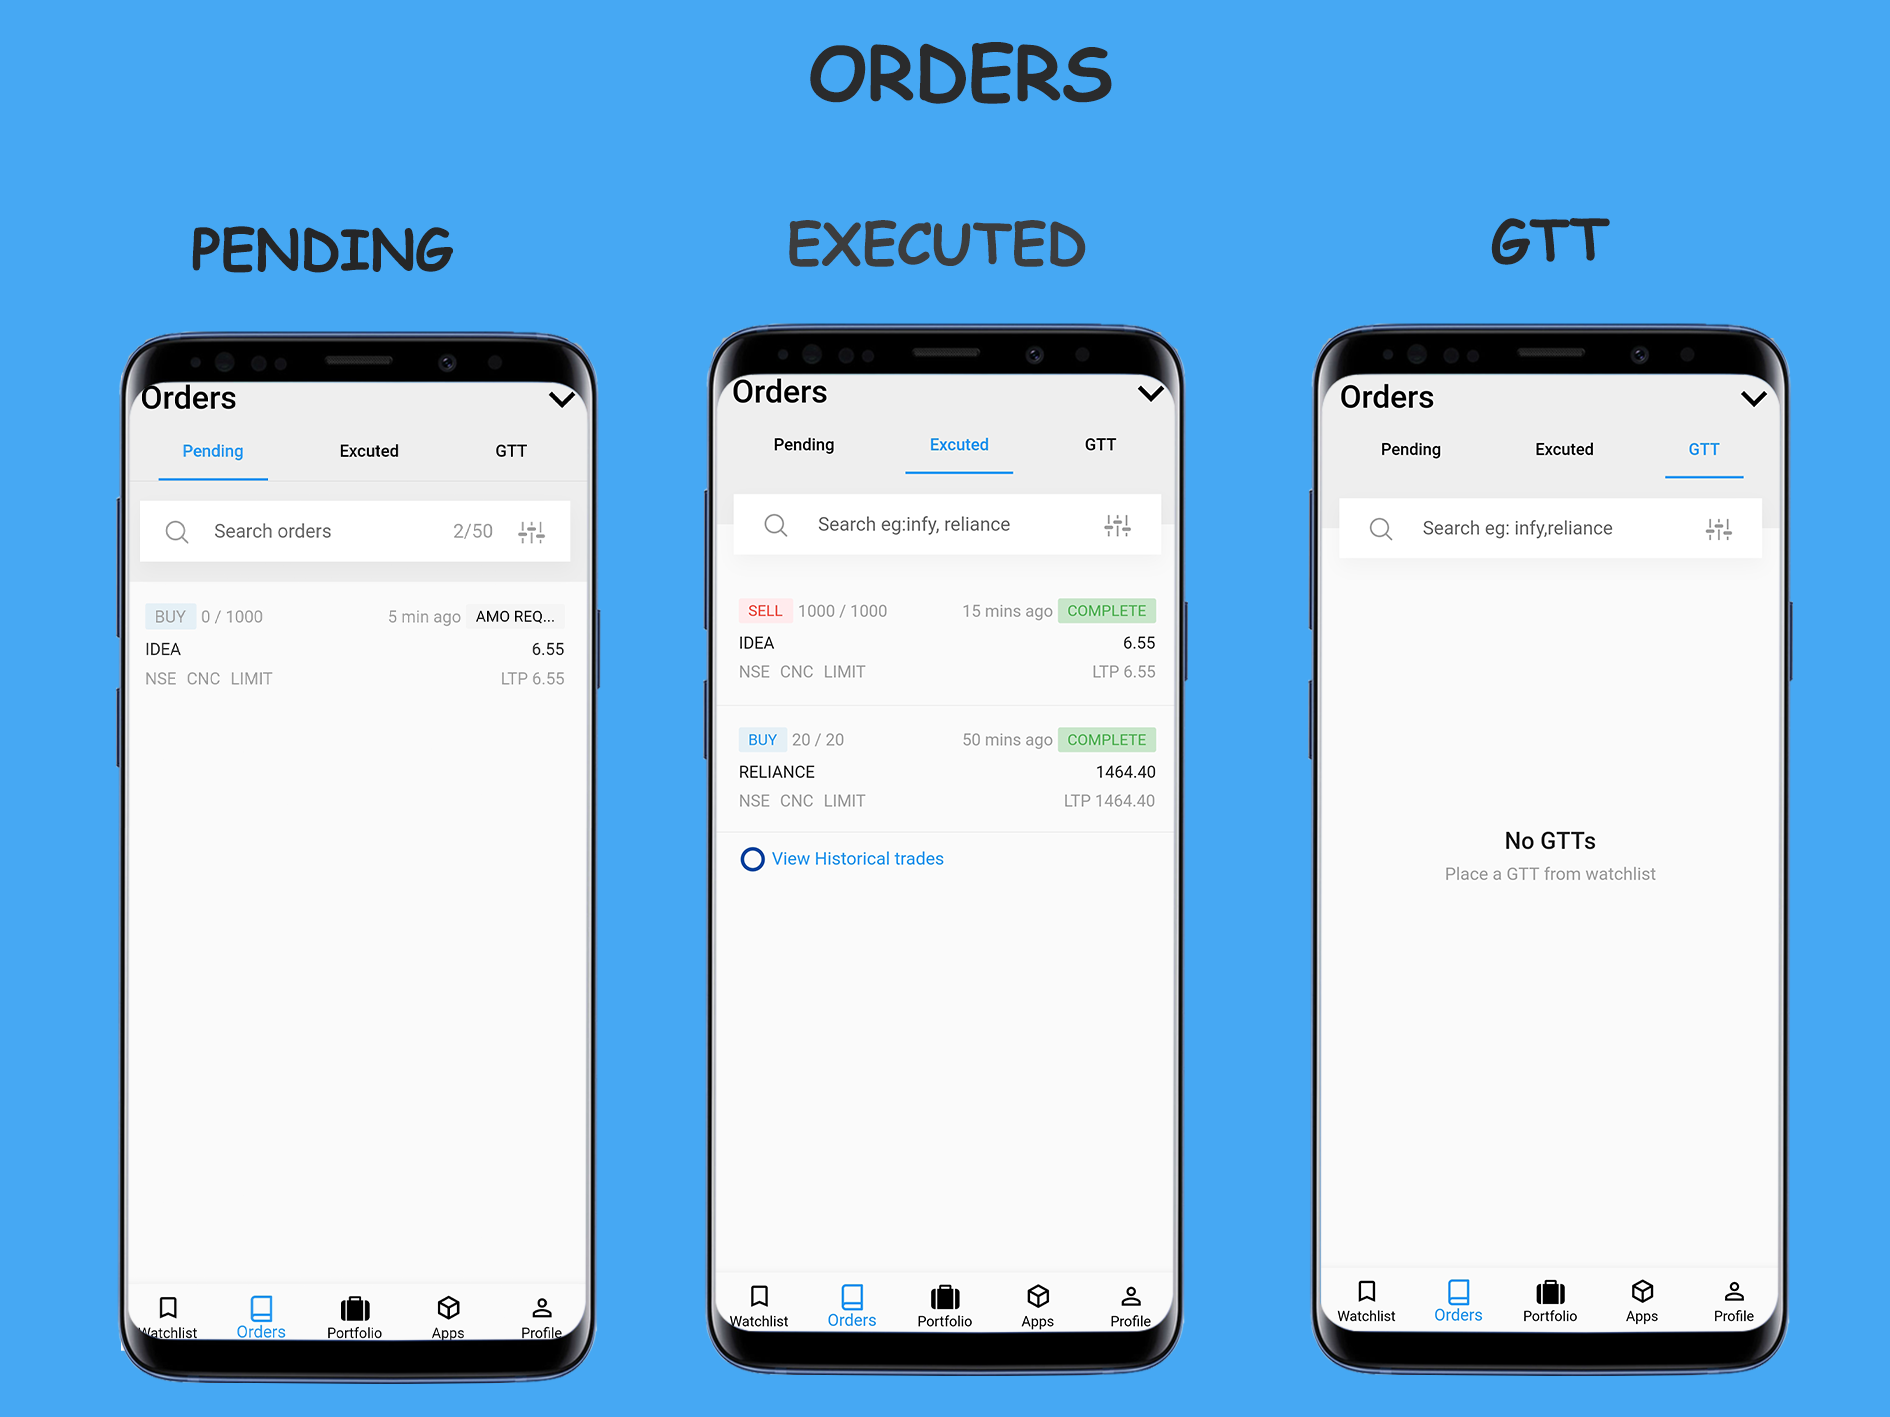 ORDERS
PENDING
EXECUTED
GTT
Orders
Pending Excuted GTT
Search orders 2/50
BUY 0 / 1000 5 min ago AMO REQ...
IDEA 6.55
NSE CNC LIMIT LTP 6.55
Watchlist Orders Portfolio Apps Profile
Orders
Pending Excuted GTT
Search eg:infy, reliance
SELL 1000 / 1000 15 mins ago COMPLETE
IDEA 6.55
NSE CNC LIMIT LTP 6.55
BUY 20 / 20 50 mins ago COMPLETE
RELIANCE 1464.40
NSE CNC LIMIT LTP 1464.40
View Historical trades
Watchlist Orders Portfolio Apps Profile
Orders
Pending Excuted GTT
Search eg: infy,reliance
No GTTs
Place a GTT from watchlist
Watchlist Orders Portfolio Apps Profile